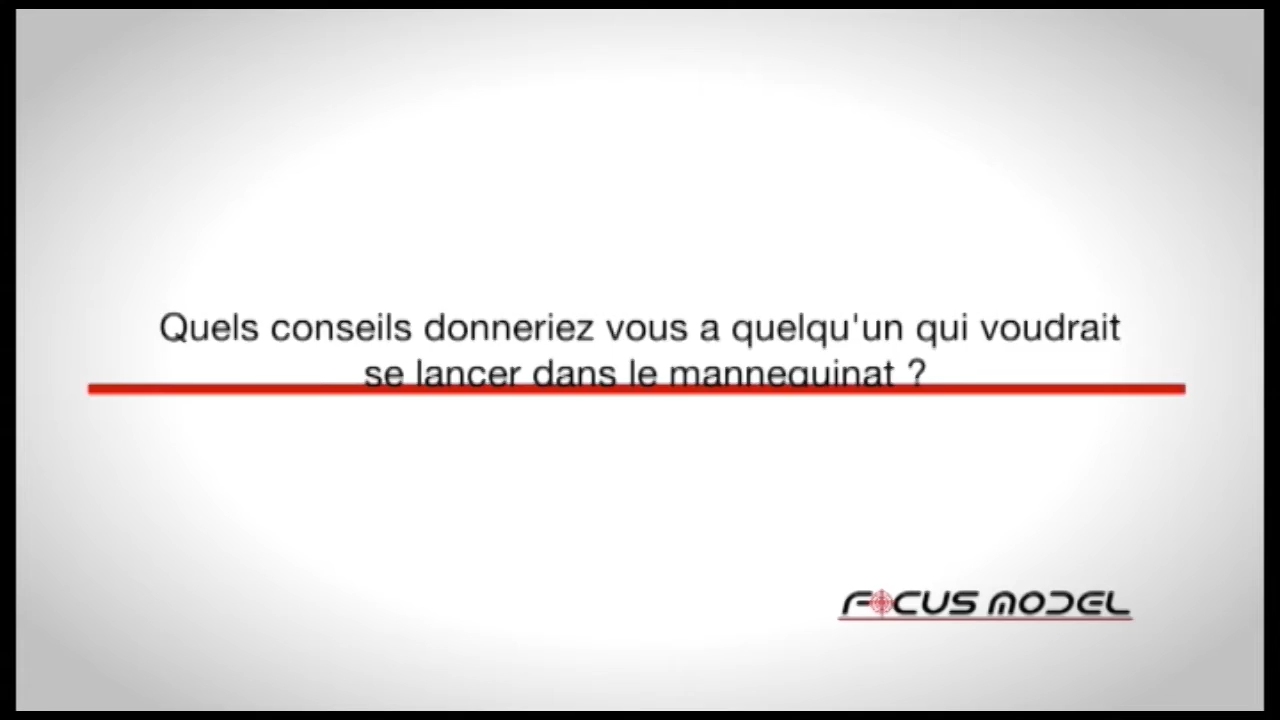 Quels conseils donneriez vous a quelqu'un qui voudrait
se lancer dans le mannequinat ?
FOCUS MODEL